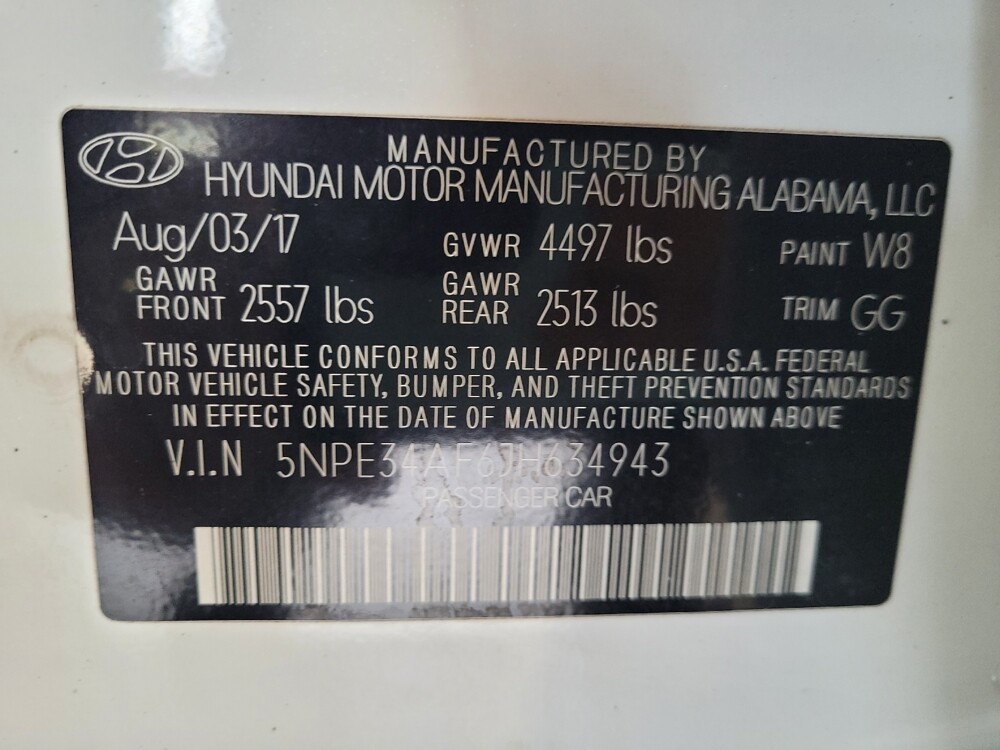 MANUFACTURED BY
HYUNDAI MOTOR MANUFACTURING ALABAMA, LLC
Aug/03/17 GVWR 4497 lbs PAINT W8
GAWR FRONT 2557 lbs GAWR REAR 2513 lbs TRIM GG
THIS VEHICLE CONFORMS TO ALL APPLICABLE U.S.A. FEDERAL
MOTOR VEHICLE SAFETY, BUMPER, AND THEFT PREVENTION STANDARDS
IN EFFECT ON THE DATE OF MANUFACTURE SHOWN ABOVE
V.I.N 5NPE34AF6JH634943
PASSENGER CAR